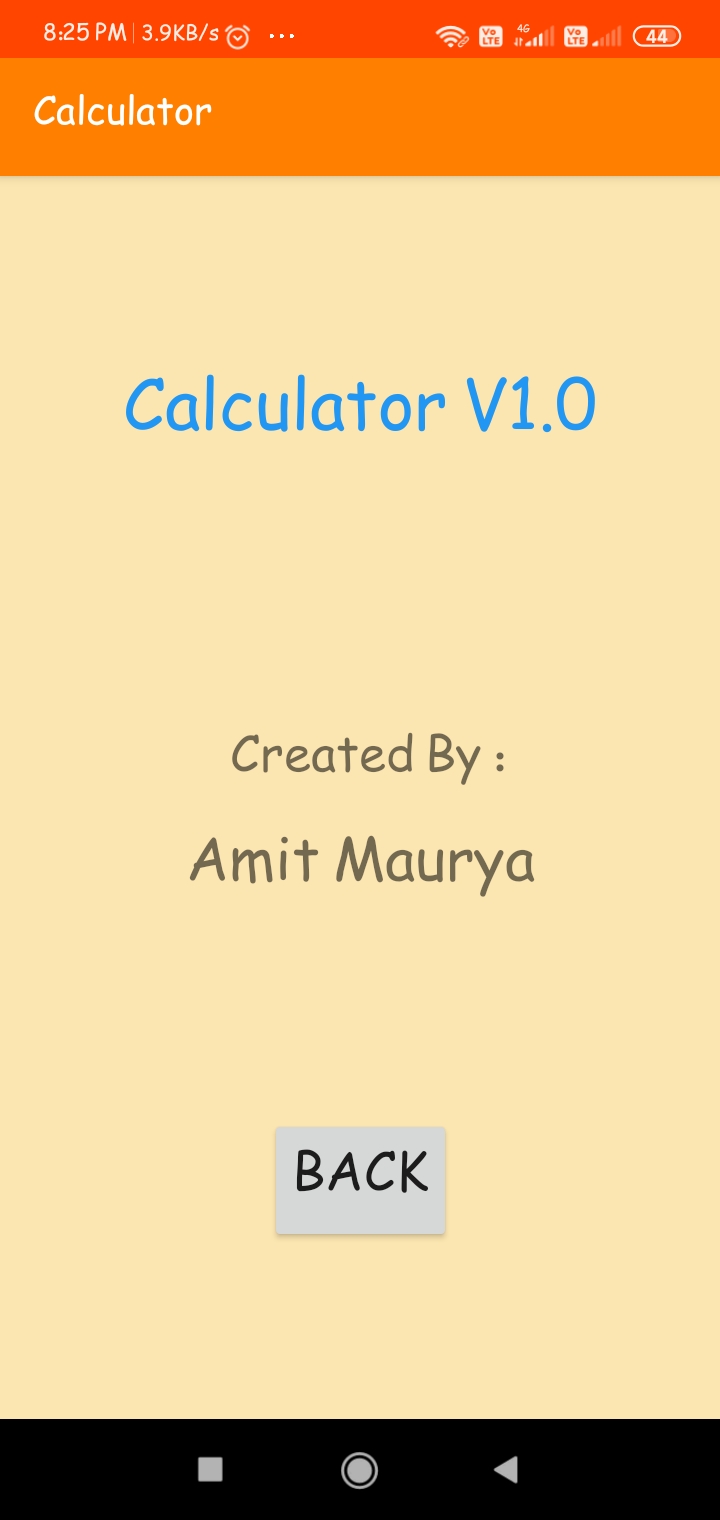 8:25 PM 3.9KB/s ... Vo LTE 4G Vo LTE 44
Calculator
Calculator V1.0
Created By :
Amit Maurya
BACK